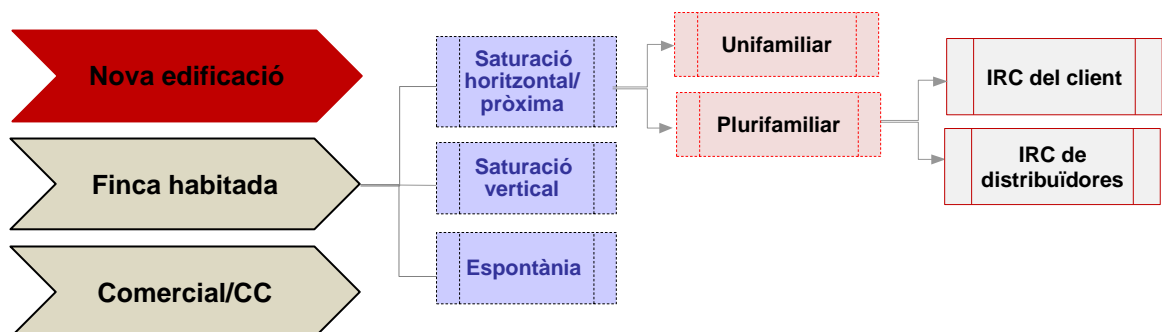 Nova edificació
Finca habitada
Comercial/CC
Saturació
horitzontal/
pròxima
Saturació
vertical
Espontània
Unifamiliar
Plurifamiliar
IRC del client
IRC de
distribuïdores